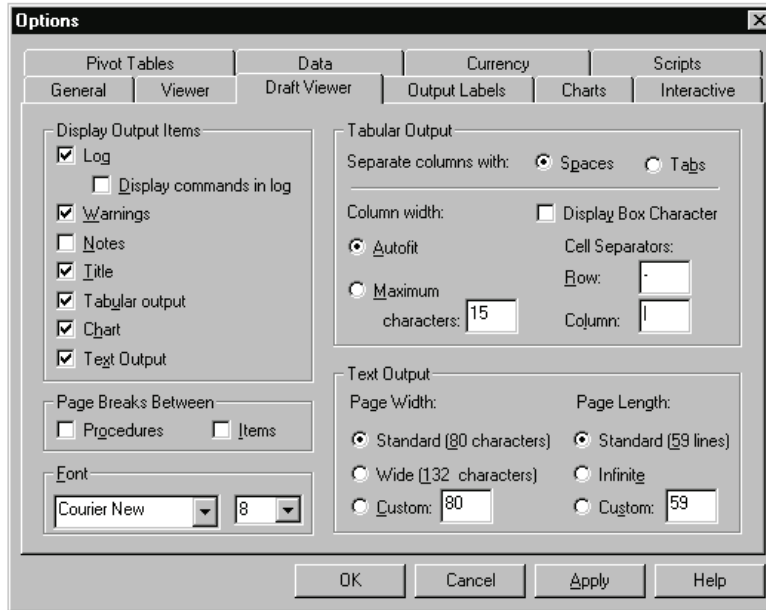 Options
Pivot Tables Data Currency Scripts
General Viewer Draft Viewer Output Labels Charts Interactive
Display Output Items
Log
Display commands in log
Warnings
Notes
Title
Tabular output
Chart
Text Output
Page Breaks Between
Procedures Items
Font
Courier New 8
Tabular Output
Separate columns with: Spaces Tabs
Column width:
Autofit
Maximum
characters: 15
Display Box Character
Cell Separators:
Row: -
Column: |
Text Output
Page Width:
Standard (80 characters)
Wide (132 characters)
Custom: 80
Page Length:
Standard (59 lines)
Infinite
Custom: 59
OK Cancel Apply Help